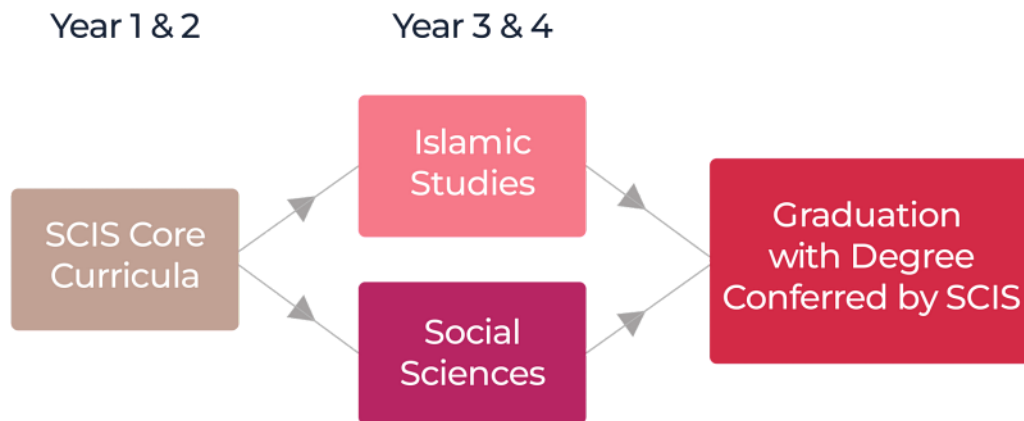 Year 1 & 2
Year 3 & 4
SCIS Core
Curricula
Islamic
Studies
Social
Sciences
Graduation
with Degree
Conferred by SCIS